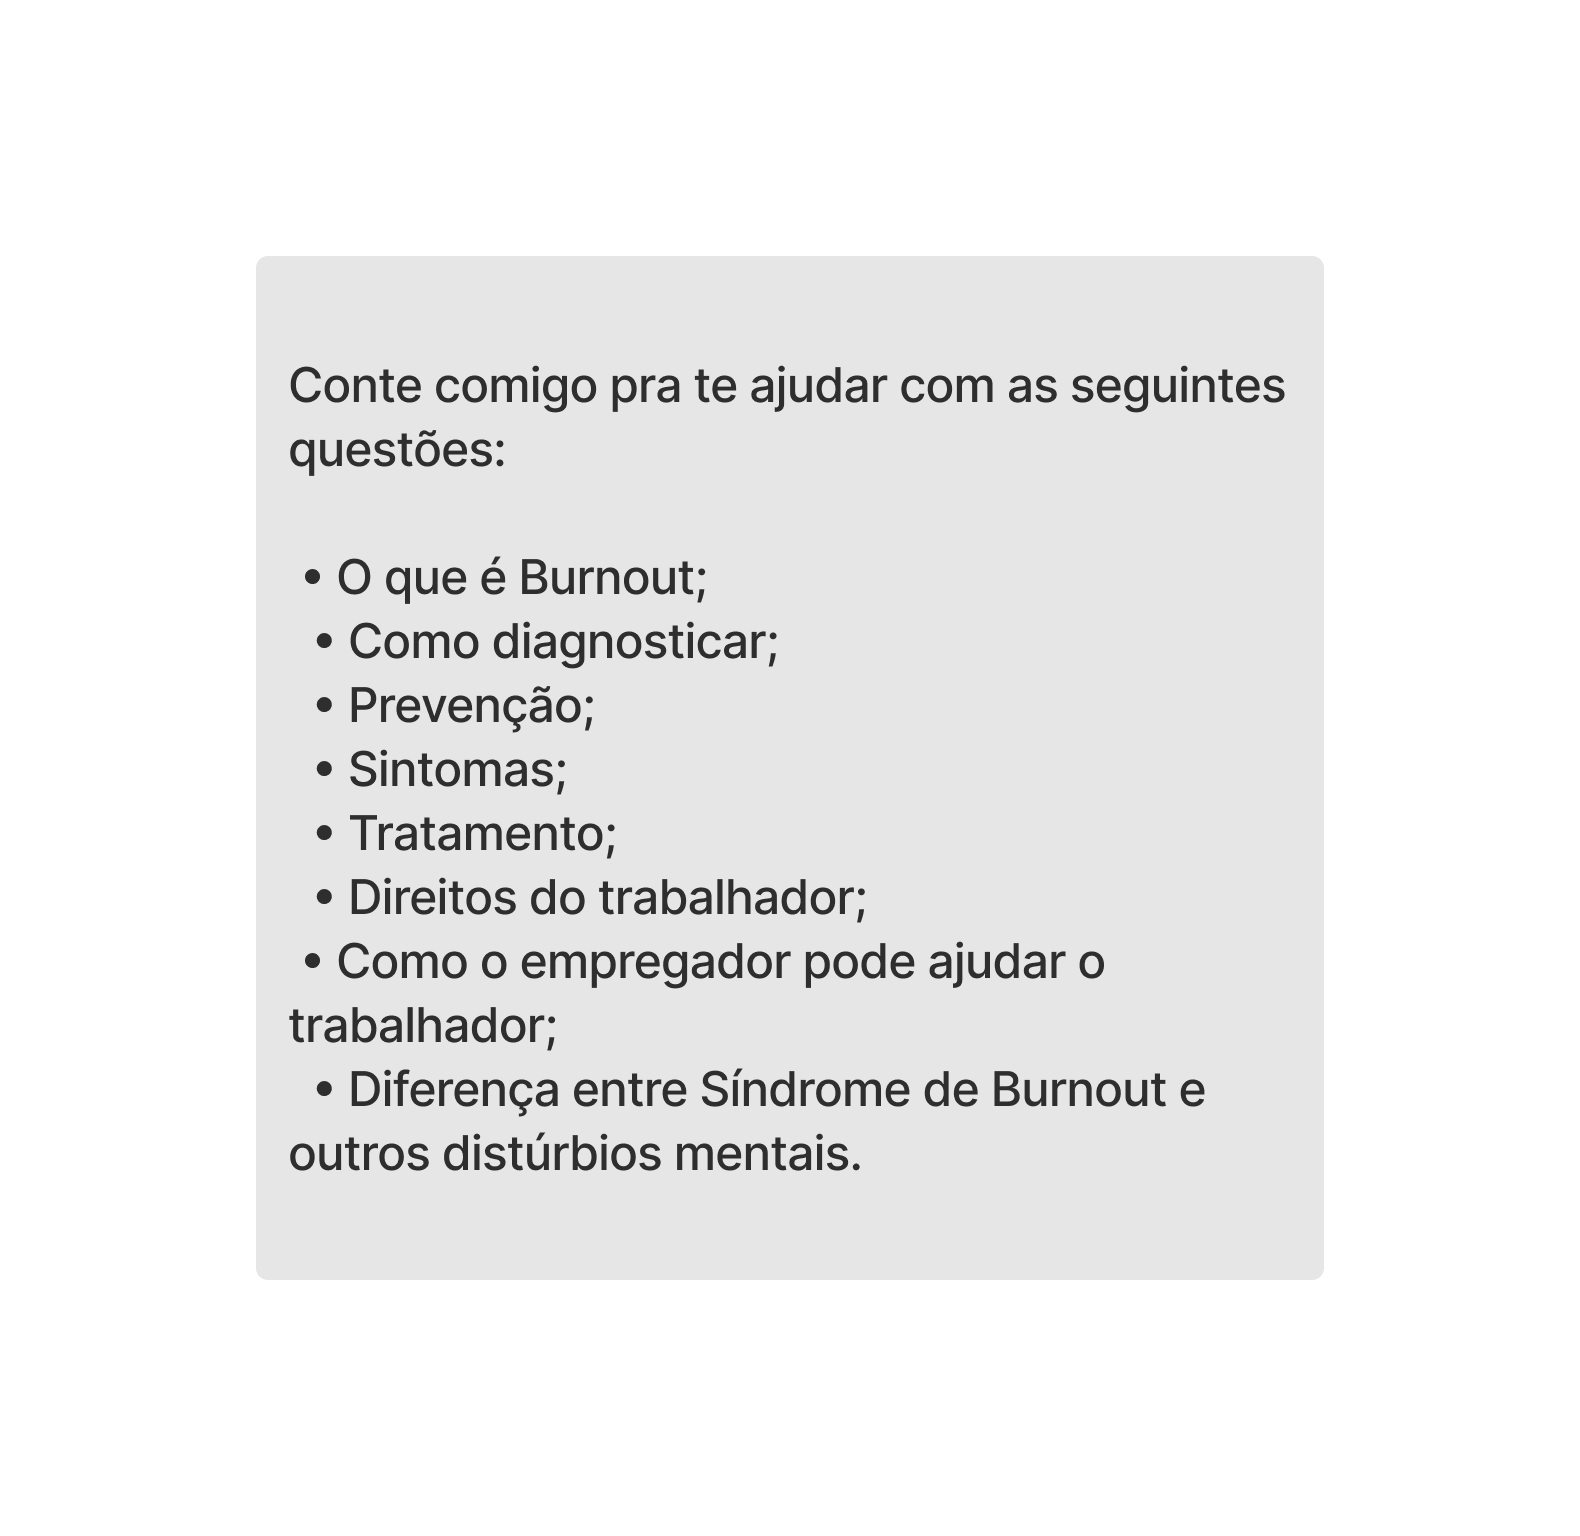 Conte comigo pra te ajudar com as seguintes
questões:
• O que é Burnout;
• Como diagnosticar;
• Prevenção;
• Sintomas;
• Tratamento;
• Direitos do trabalhador;
• Como o empregador pode ajudar o
trabalhador;
• Diferença entre Síndrome de Burnout e
outros distúrbios mentais.